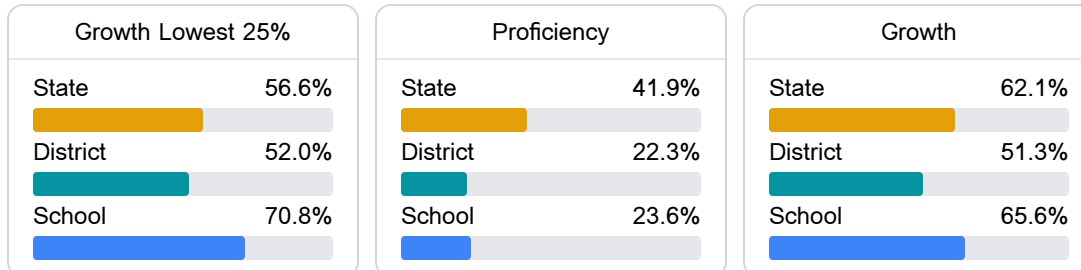 Growth Lowest 25%
State 56.6%
District 52.0%
School 70.8%
Proficiency
State 41.9%
District 22.3%
School 23.6%
Growth
State 62.1%
District 51.3%
School 65.6%